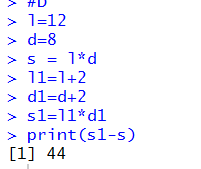 > #D
> l=12
> d=8
> s = l*d
> l1=l+2
> d1=d+2
> s1=l1*d1
> print(s1-s)
[1] 44